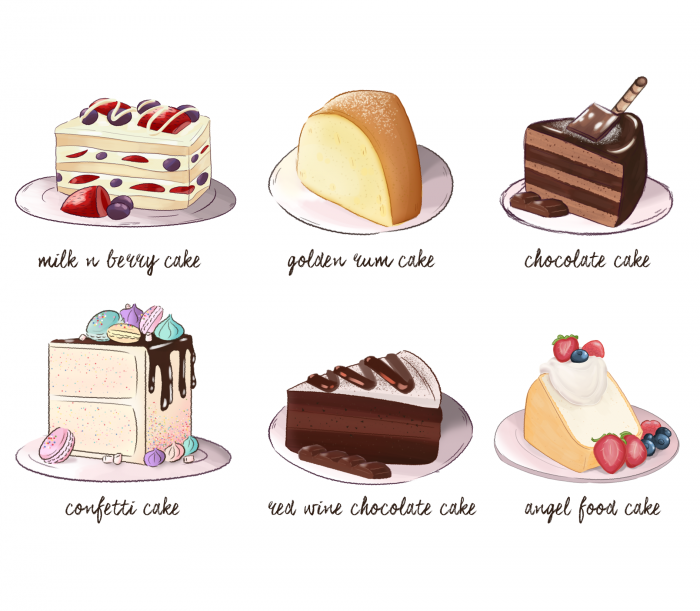 milk n berry cake
golden rum cake
chocolate cake
confetti cake
red wine chocolate cake
angel food cake